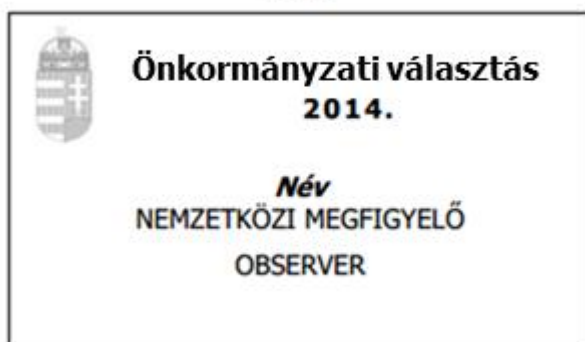 Önkormányzati választás
2014.
Név
NEMZETKÖZI MEGFIGYELŐ
OBSERVER